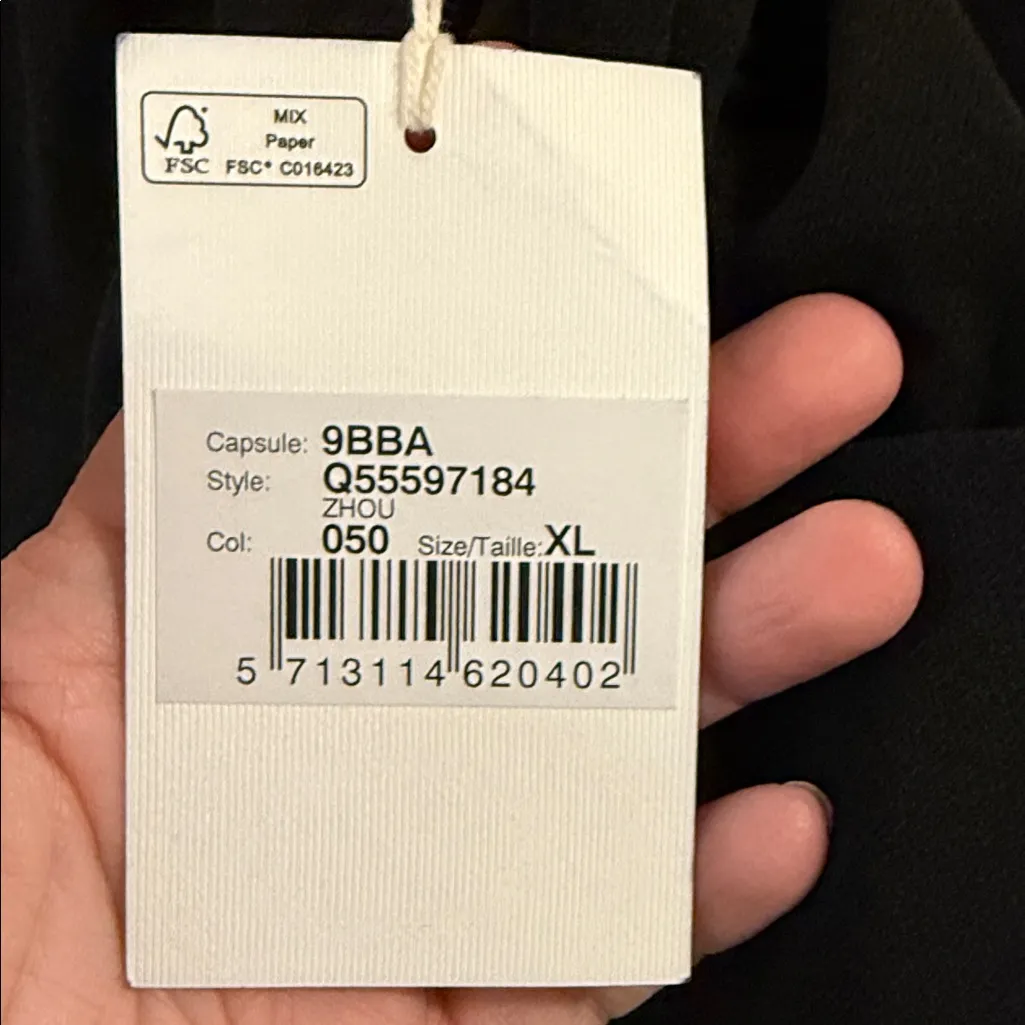 MIX
Paper
FSC FSC® C016423
Capsule: 9BBA
Style: Q55597184
ZHOU
Col: 050 Size/Taille: XL
5 713114 620402